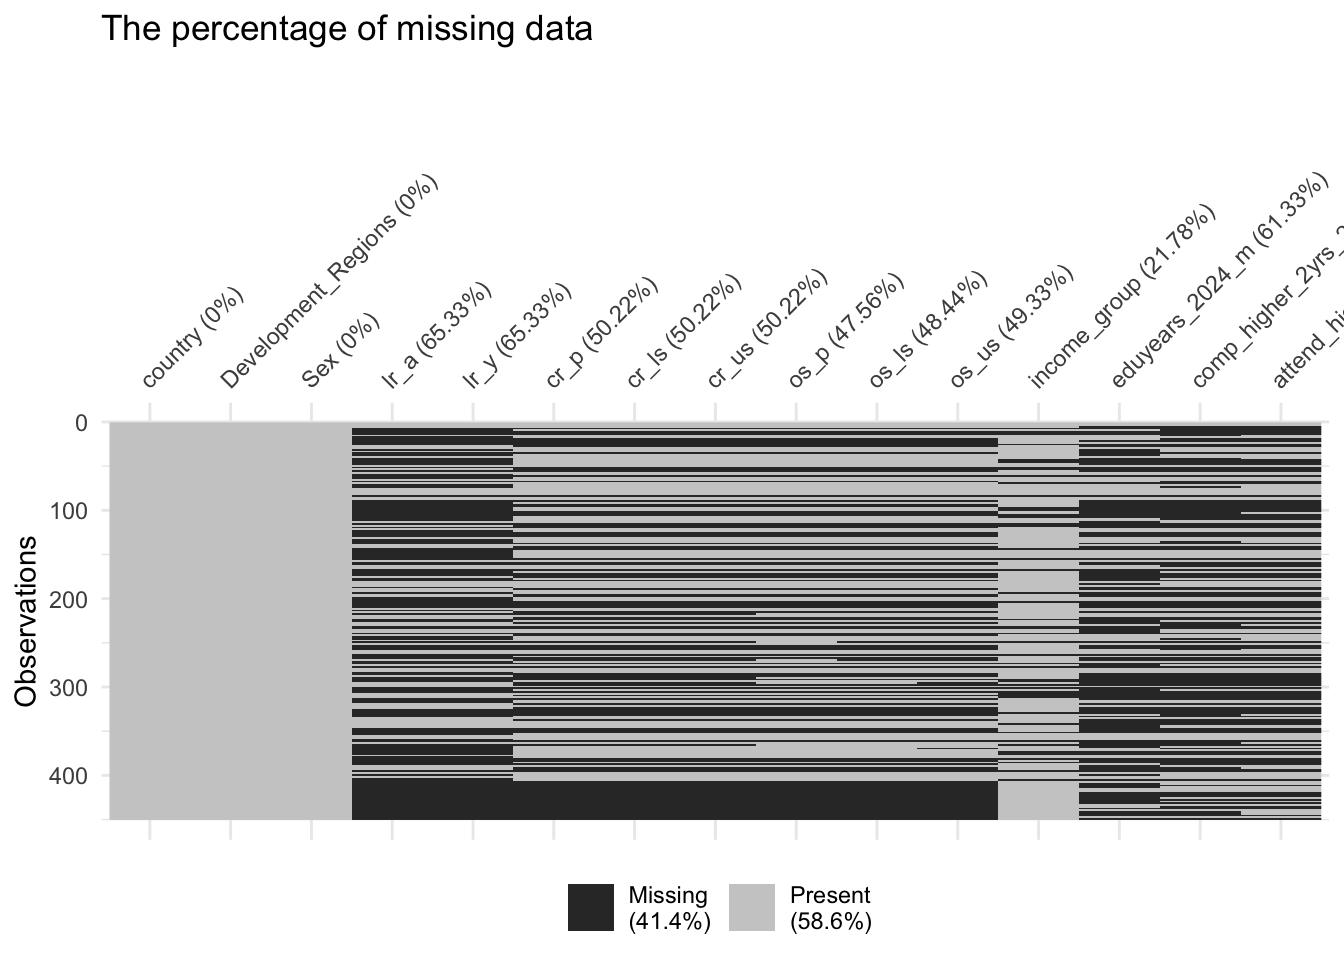 The percentage of missing data
country (0%)
Development_Regions (0%)
Sex (0%)
lr_a (65.33%)
lr_y (65.33%)
cr_p (50.22%)
cr_ls (50.22%)
cr_us (50.22%)
os_p (47.56%)
os_ls (48.44%)
os_us (49.33%)
income_group (21.78%)
eduyears_2024_m (61.33%)
comp_higher_2yrs_
attend_hi
0
100
200
300
400
Observations
Missing
(41.4%)
Present
(58.6%)